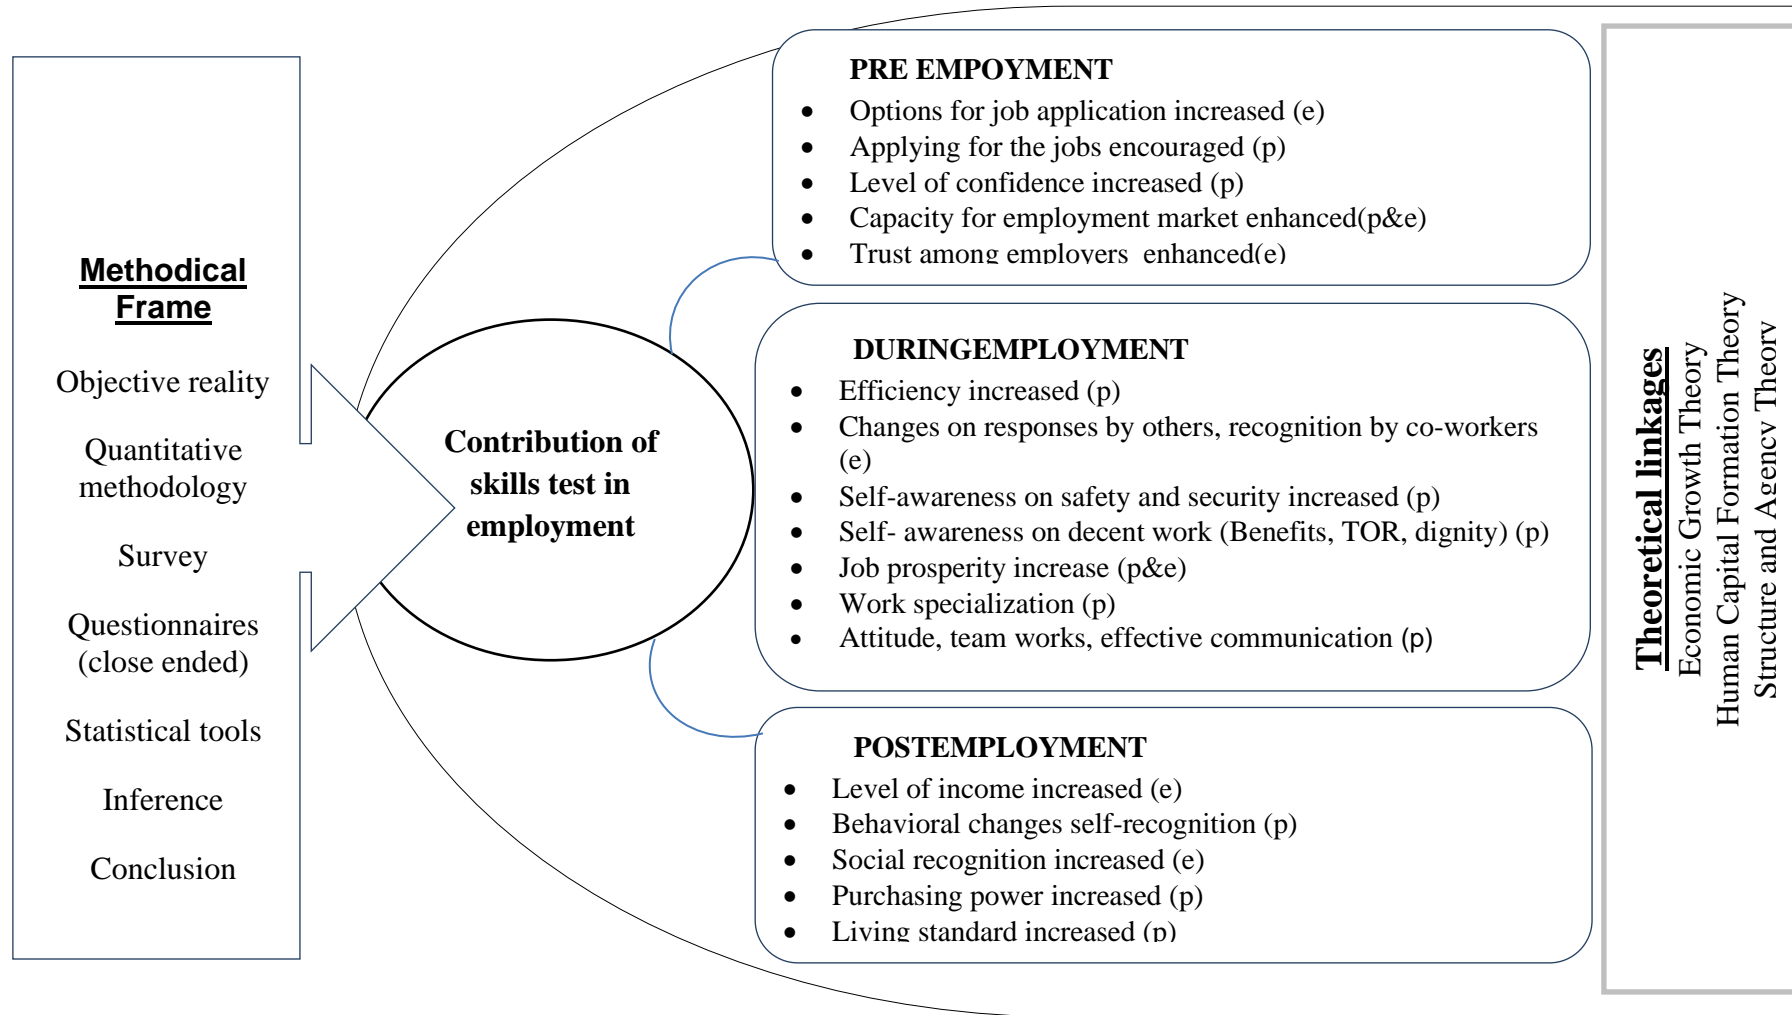 Methodical
Frame
Objective reality
Quantitative
methodology
Survey
Questionnaires
(close ended)
Statistical tools
Inference
Conclusion
Contribution of
skills test in
employment
PRE EMPOYMENT
• Options for job application increased (e)
• Applying for the jobs encouraged (p)
• Level of confidence increased (p)
• Capacity for employment market enhanced(p&e)
• Trust among employers enhanced(e)
DURINGEMPLOYMENT
• Efficiency increased (p)
• Changes on responses by others, recognition by co-workers
(e)
• Self-awareness on safety and security increased (p)
• Self- awareness on decent work (Benefits, TOR, dignity) (p)
• Job prosperity increase (p&e)
• Work specialization (p)
• Attitude, team works, effective communication (p)
POSTEMPLOYMENT
• Level of income increased (e)
• Behavioral changes self-recognition (p)
• Social recognition increased (e)
• Purchasing power increased (p)
• Living standard increased (p)
Theoretical linkages
Economic Growth Theory
Human Capital Formation Theory
Structure and Agency Theory